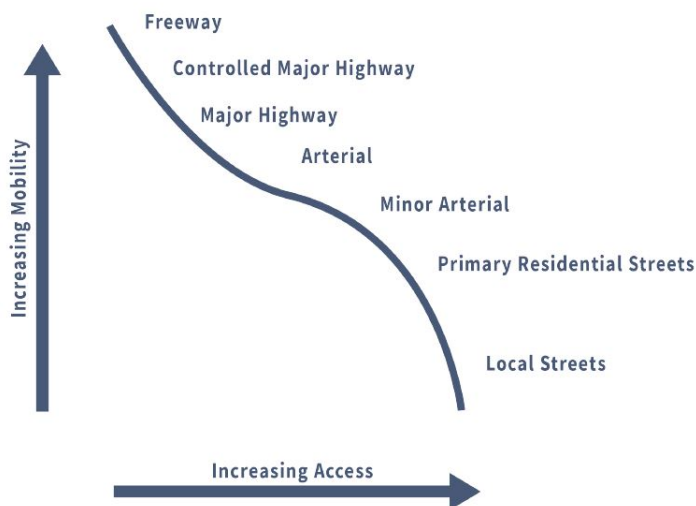 Freeway
Controlled Major Highway
Major Highway
Arterial
Minor Arterial
Primary Residential Streets
Local Streets
Increasing Mobility
Increasing Access